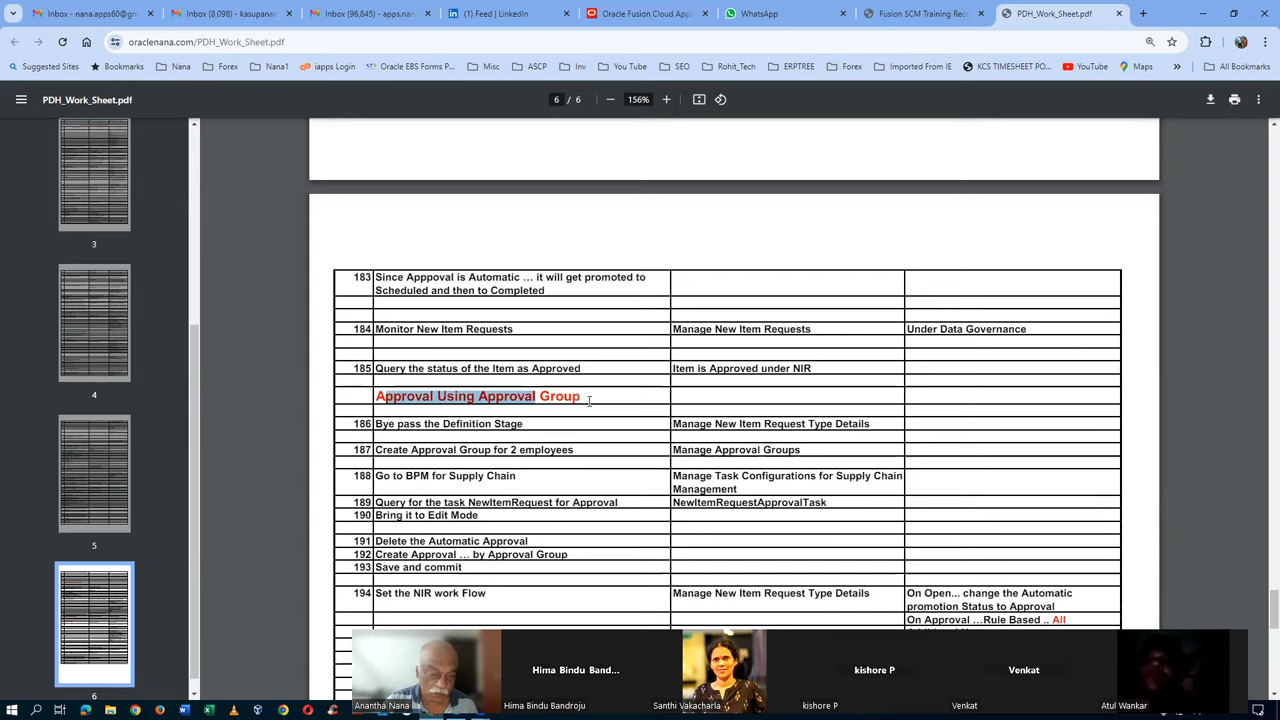 Inbox - nana.apps60@gm
Inbox (8,098) - kasupanan
Inbox (96,845) - apps.nand
(1) Feed | LinkedIn
Oracle Fusion Cloud Appli
WhatsApp
Fusion SCM Training Rec
PDH_Work_Sheet.pdf
oraclenana.com/PDH_Work_Sheet.pdf
Suggested Sites
Bookmarks
Nana
Forex
Nana1
iapps Login
Oracle EBS Forms P...
Misc
ASCP
Inv
You Tube
SEO
Rohit_Tech
ERPTREE
Forex
Imported From IE
KCS TIMESHEET PO...
YouTube
Maps
All Bookmarks
PDH_Work_Sheet.pdf
6 / 6
156%
3
4
5
6
183 Since Apppoval is Automatic … it will get promoted to
Scheduled and then to Completed
184 Monitor New Item Requests Manage New Item Requests Under Data Governance
185 Query the status of the Item as Approved Item is Approved under NIR
Approval Using Approval Group
186 Bye pass the Definition Stage Manage New Item Request Type Details
187 Create Approval Group for 2 employees Manage Approval Groups
188 Go to BPM for Supply Chain Manage Task Configurations for Supply Chain
Management
189 Query for the task NewItemRequest for Approval NewItemRequestApprovalTask
190 Bring it to Edit Mode
191 Delete the Automatic Approval
192 Create Approval … by Approval Group
193 Save and commit
194 Set the NIR work Flow Manage New Item Request Type Details On Open... change the Automatic
promotion Status to Approval
On Approval …Rule Based .. All
Hima Bindu Band...
kishore P
Venkat
Anantha Nana
Hima Bindu Bandroju
Santhi Vakacharla
kishore P
Venkat
Atul Wankar